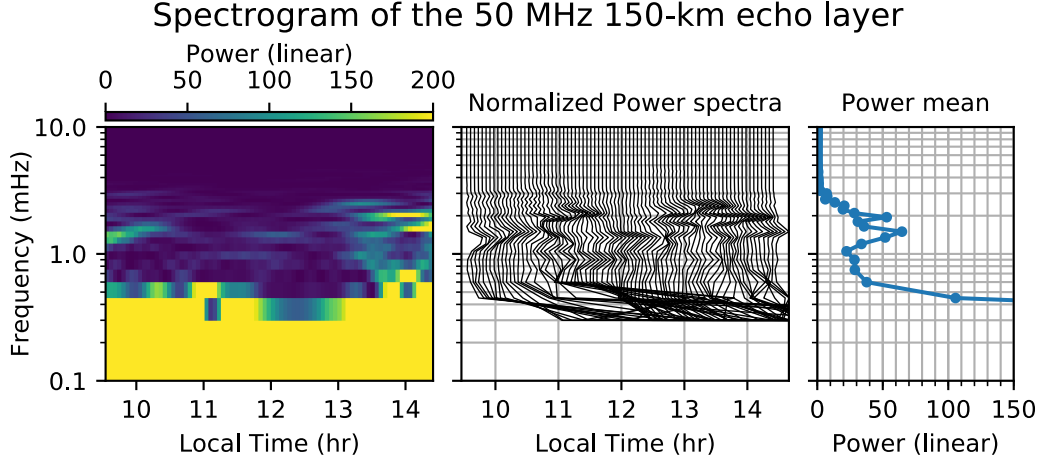 Spectrogram of the 50 MHz 150-km echo layer
Power (linear)
0 50 100 150 200
Normalized Power spectra
Power mean
10.0
1.0
0.1
Frequency (mHz)
10 11 12 13 14
10 11 12 13 14
0 50 100 150
Local Time (hr)
Local Time (hr)
Power (linear)